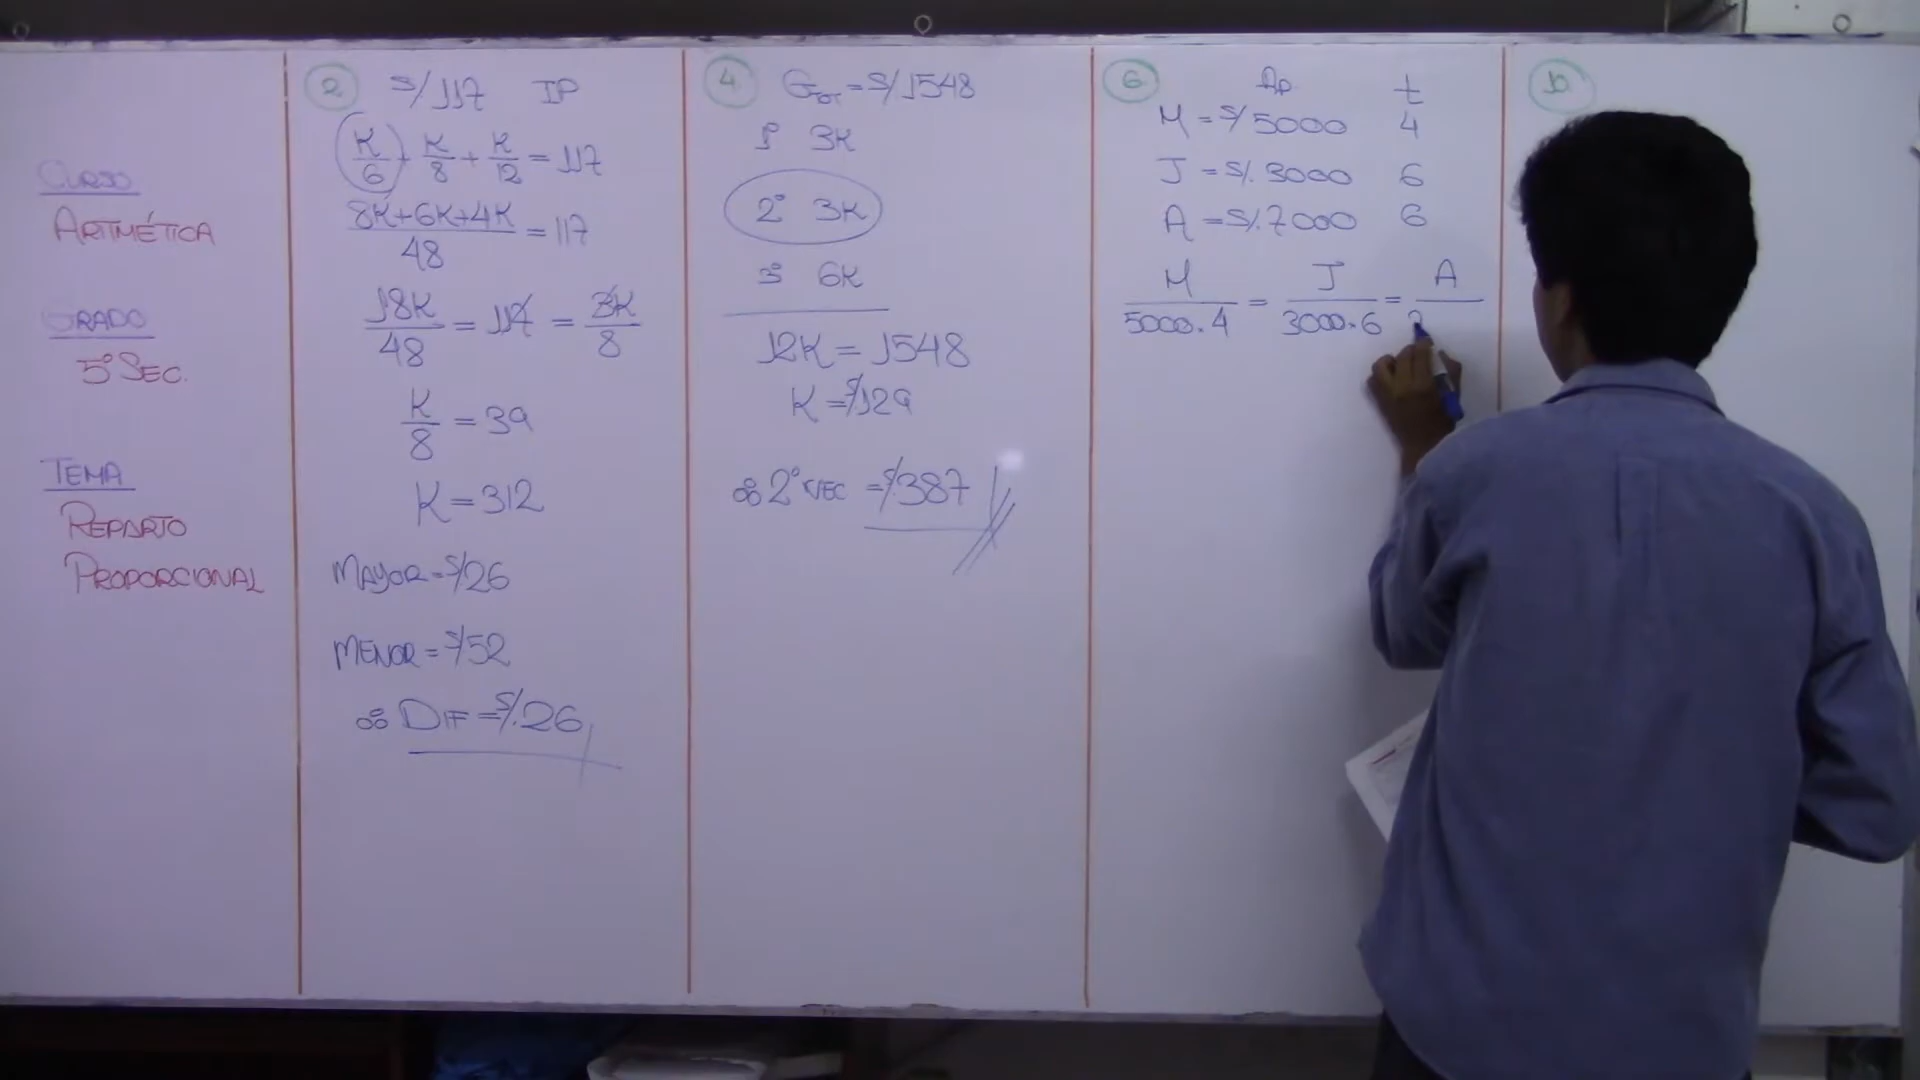 CURSO
ARITMÉTICA
GRADO
5° SEC.
TEMA
REPARTO
PROPORCIONAL
2 S/117 IP
K/6 + K/8 + K/12 = 117
8K+6K+4K/48 = 117
18K/48 = 117 = 3K/8
K/8 = 39
K = 312
MAYOR = S/26
MENOR = S/52
∴ DIF = S/.26
4 GTOT = S/1548
1° 3K
2° 3K
3° 6K
12K = 1548
K = S/129
∴ 2° SEC = S/.387
6 Ap t
M = S/ 5000 4
J = S/. 3000 6
A = S/. 7000 6
M/5000.4 = J/3000.6 = A/
10